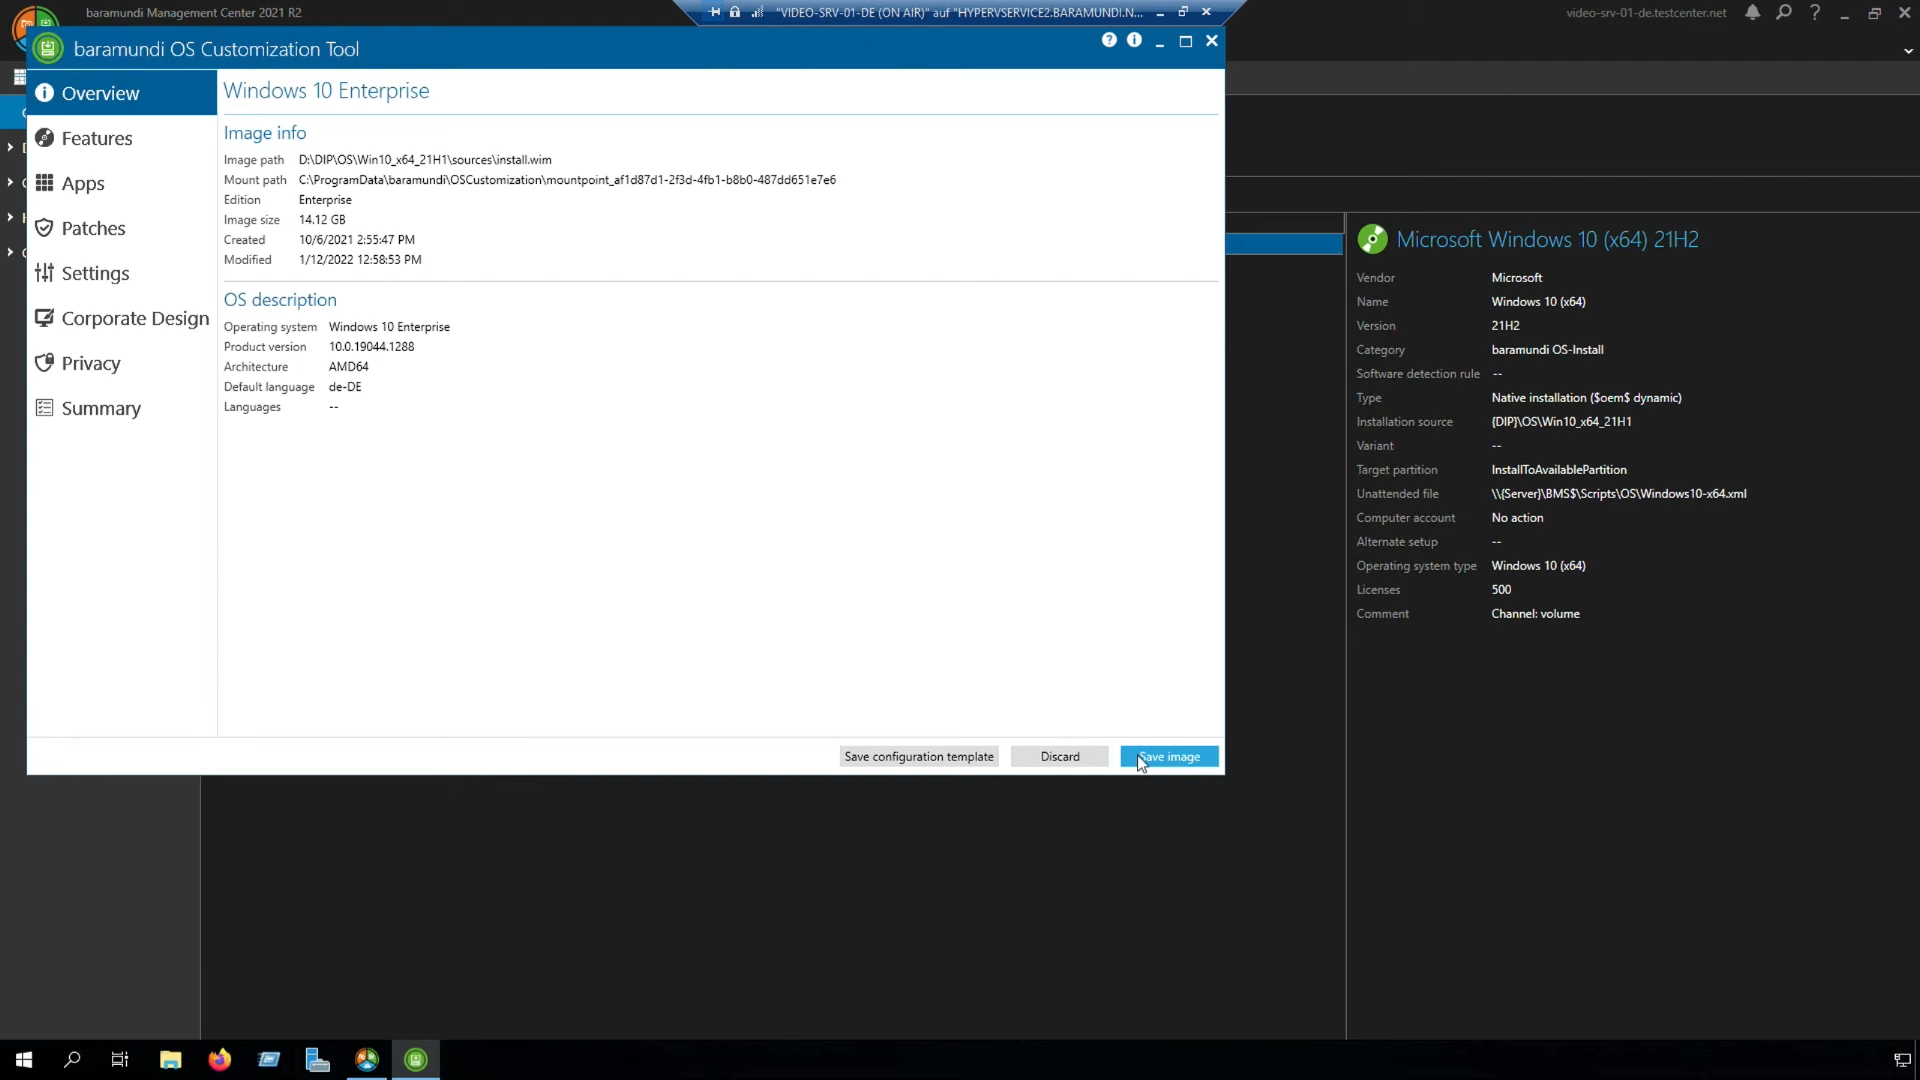 baramundi Management Center 2021 R2
"VIDEO-SRV-01-DE (ON AIR)" auf "HYPERVSERVICE2.BARAMUNDI.N...
video-srv-01-de.testcenter.net
baramundi OS Customization Tool
Overview
Features
Apps
Patches
Settings
Corporate Design
Privacy
Summary
Windows 10 Enterprise
Image info
Image path D:\DIP\OS\Win10_x64_21H1\sources\install.wim
Mount path C:\ProgramData\baramundi\OSCustomization\mountpoint_af1d87d1-2f3d-4fb1-b8b0-487dd651e7e6
Edition Enterprise
Image size 14.12 GB
Created 10/6/2021 2:55:47 PM
Modified 1/12/2022 12:58:53 PM
OS description
Operating system Windows 10 Enterprise
Product version 10.0.19044.1288
Architecture AMD64
Default language de-DE
Languages --
Save configuration template
Discard
Save image
Microsoft Windows 10 (x64) 21H2
Vendor Microsoft
Name Windows 10 (x64)
Version 21H2
Category baramundi OS-Install
Software detection rule --
Type Native installation ($oem$ dynamic)
Installation source {DIP}\OS\Win10_x64_21H1
Variant --
Target partition InstallToAvailablePartition
Unattended file \\{Server}\BMS$\Scripts\OS\Windows10-x64.xml
Computer account No action
Alternate setup --
Operating system type Windows 10 (x64)
Licenses 500
Comment Channel: volume